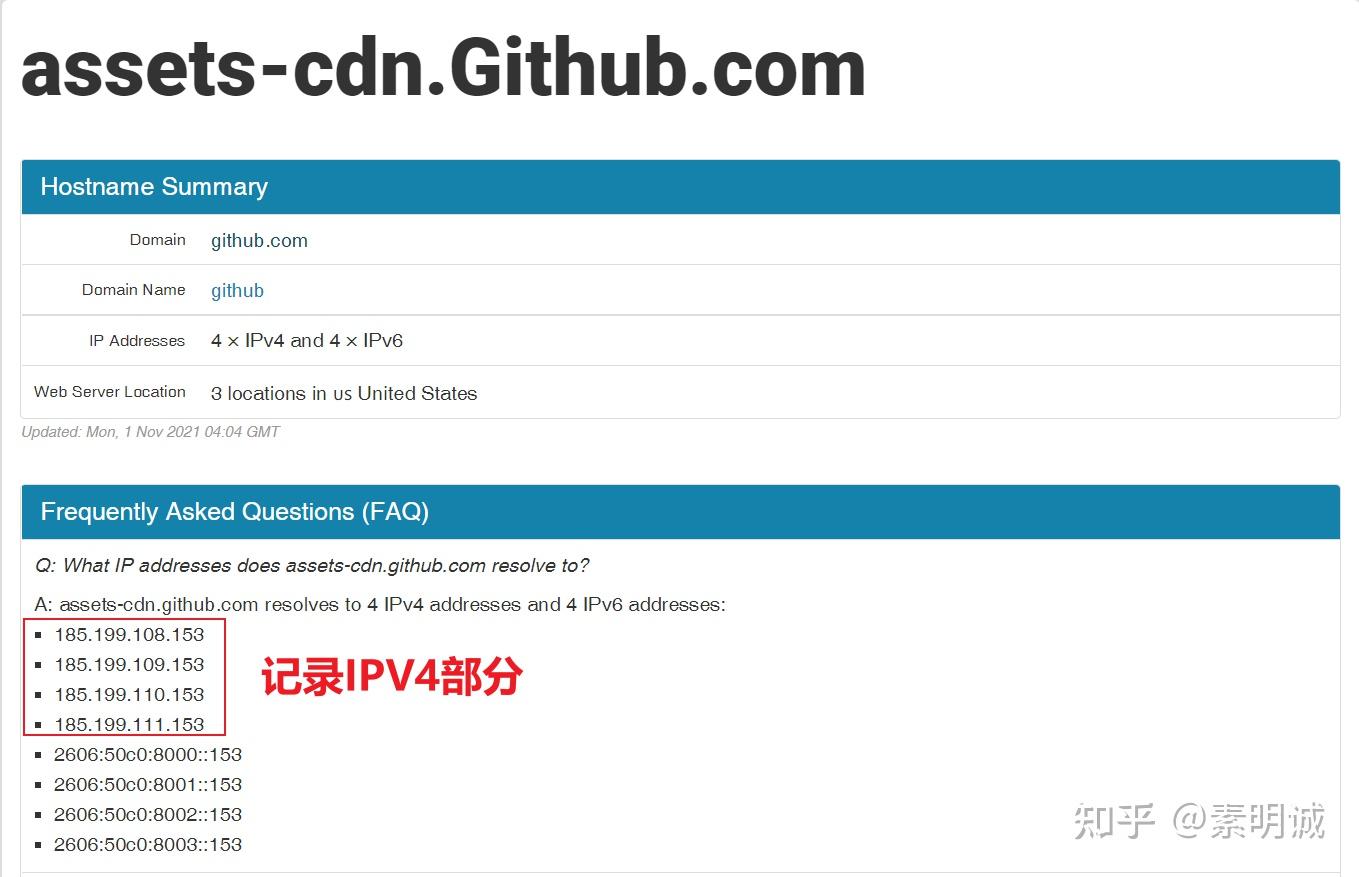 assets-cdn.Github.com
Hostname Summary
Domain github.com
Domain Name github
IP Addresses 4 × IPv4 and 4 × IPv6
Web Server Location 3 locations in us United States
Updated: Mon, 1 Nov 2021 04:04 GMT
Frequently Asked Questions (FAQ)
Q: What IP addresses does assets-cdn.github.com resolve to?
A: assets-cdn.github.com resolves to 4 IPv4 addresses and 4 IPv6 addresses:
▪ 185.199.108.153
▪ 185.199.109.153
▪ 185.199.110.153
▪ 185.199.111.153
记录IPV4部分
▪ 2606:50c0:8000::153
▪ 2606:50c0:8001::153
▪ 2606:50c0:8002::153
▪ 2606:50c0:8003::153
知乎 @素明诚